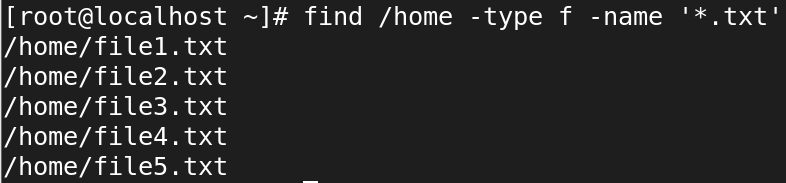 [root@localhost ~]# find /home -type f -name '*.txt'
/home/file1.txt
/home/file2.txt
/home/file3.txt
/home/file4.txt
/home/file5.txt